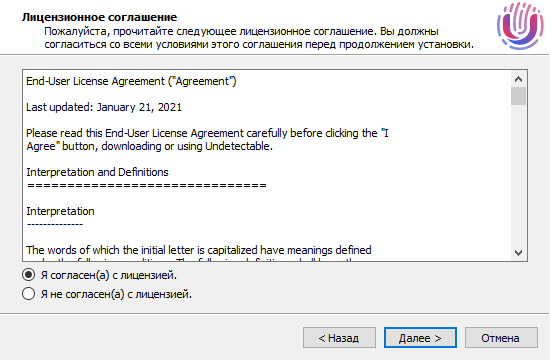 Лицензионное соглашение
Пожалуйста, прочитайте следующее лицензионное соглашение. Вы должны
согласиться со всеми условиями этого соглашения перед продолжением установки.
End-User License Agreement ("Agreement")
Last updated: January 21, 2021
Please read this End-User License Agreement carefully before clicking the "I
Agree" button, downloading or using Undetectable.
Interpretation and Definitions
==============================
Interpretation
--------------
The words of which the initial letter is capitalized have meanings defined
Я согласен(а) с лицензией.
Я не согласен(а) с лицензией.
< Назад
Далее >
Отмена